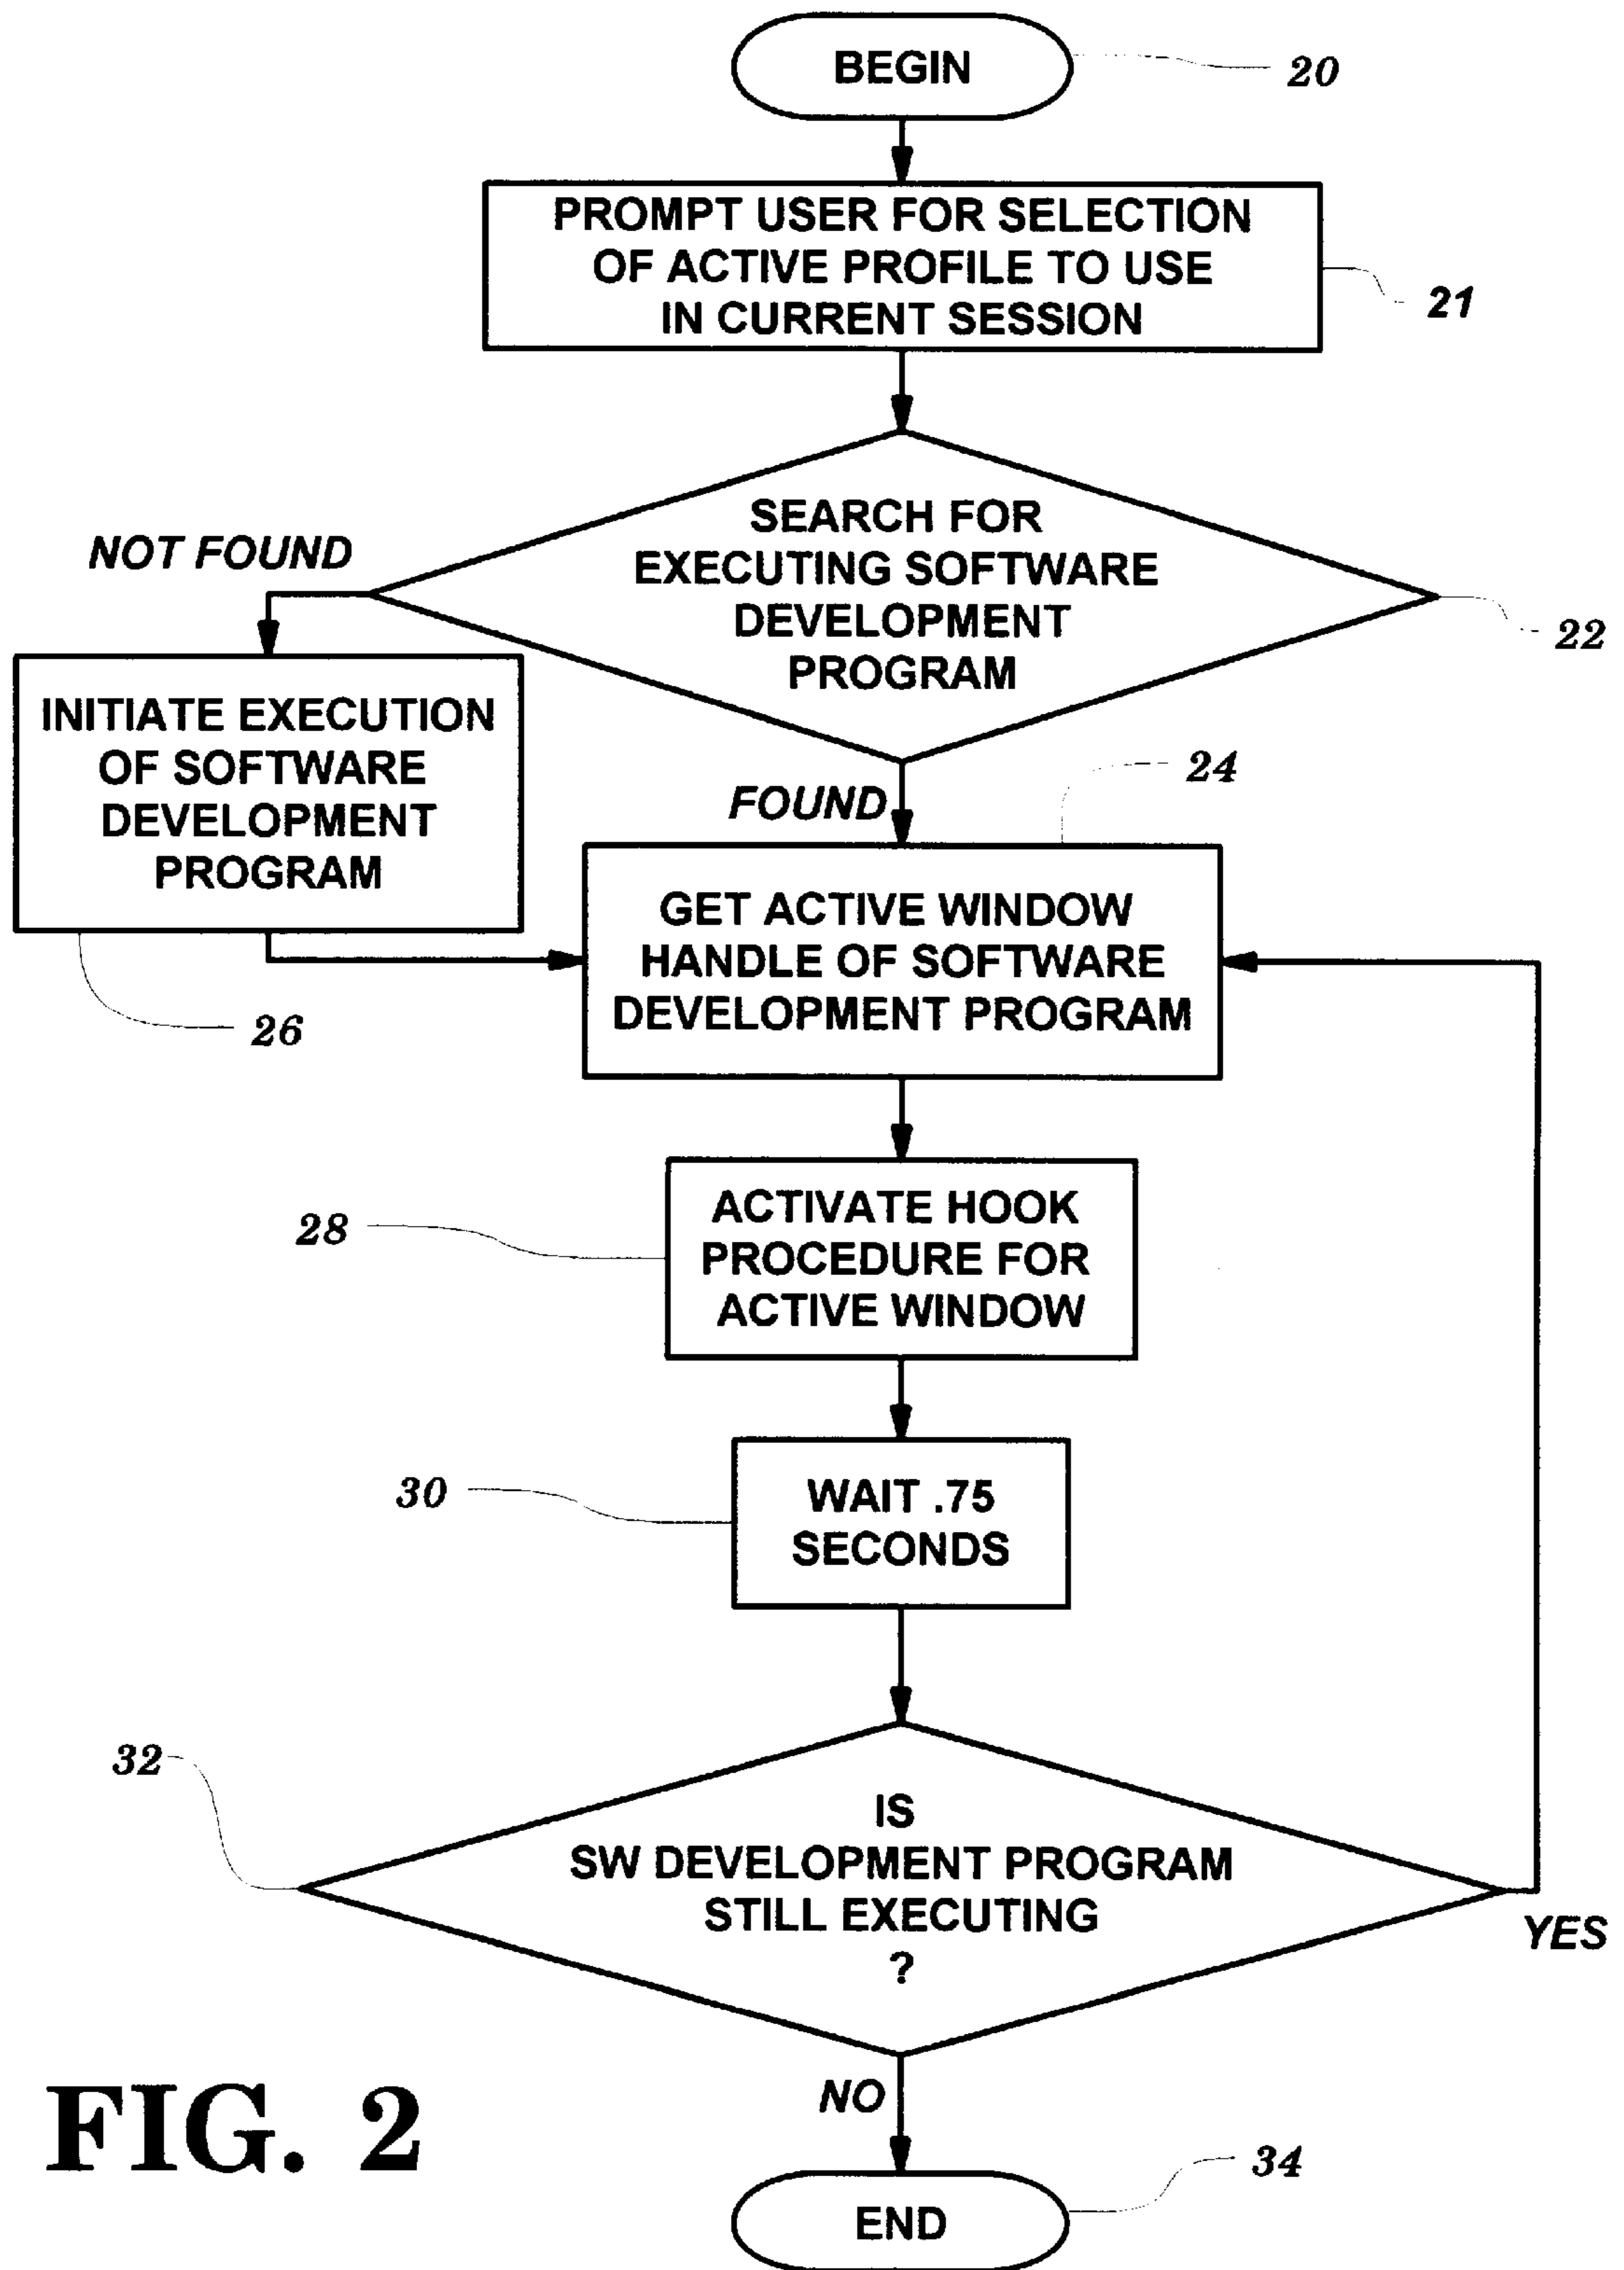 BEGIN
20
PROMPT USER FOR SELECTION
OF ACTIVE PROFILE TO USE
IN CURRENT SESSION
21
SEARCH FOR
EXECUTING SOFTWARE
DEVELOPMENT
PROGRAM
22
NOT FOUND
INITIATE EXECUTION
OF SOFTWARE
DEVELOPMENT
PROGRAM
26
FOUND
24
GET ACTIVE WINDOW
HANDLE OF SOFTWARE
DEVELOPMENT PROGRAM
28
ACTIVATE HOOK
PROCEDURE FOR
ACTIVE WINDOW
30
WAIT .75
SECONDS
32
IS
SW DEVELOPMENT PROGRAM
STILL EXECUTING
?
YES
NO
34
END
FIG. 2